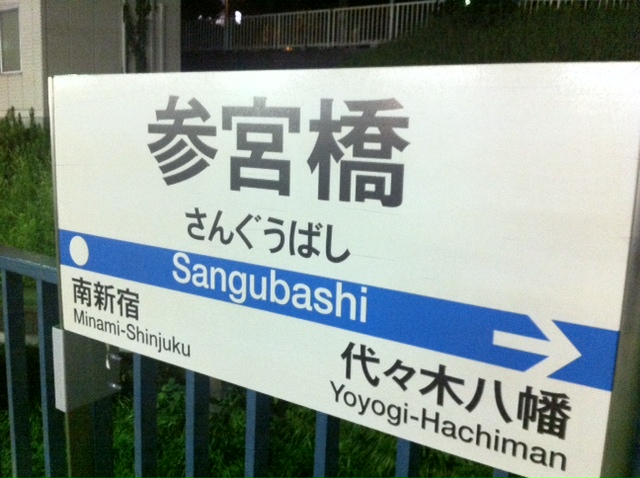 参宮橋
さんぐうばし
Sangubashi
南新宿
Minami-Shinjuku
代々木八幡
Yoyogi-Hachiman